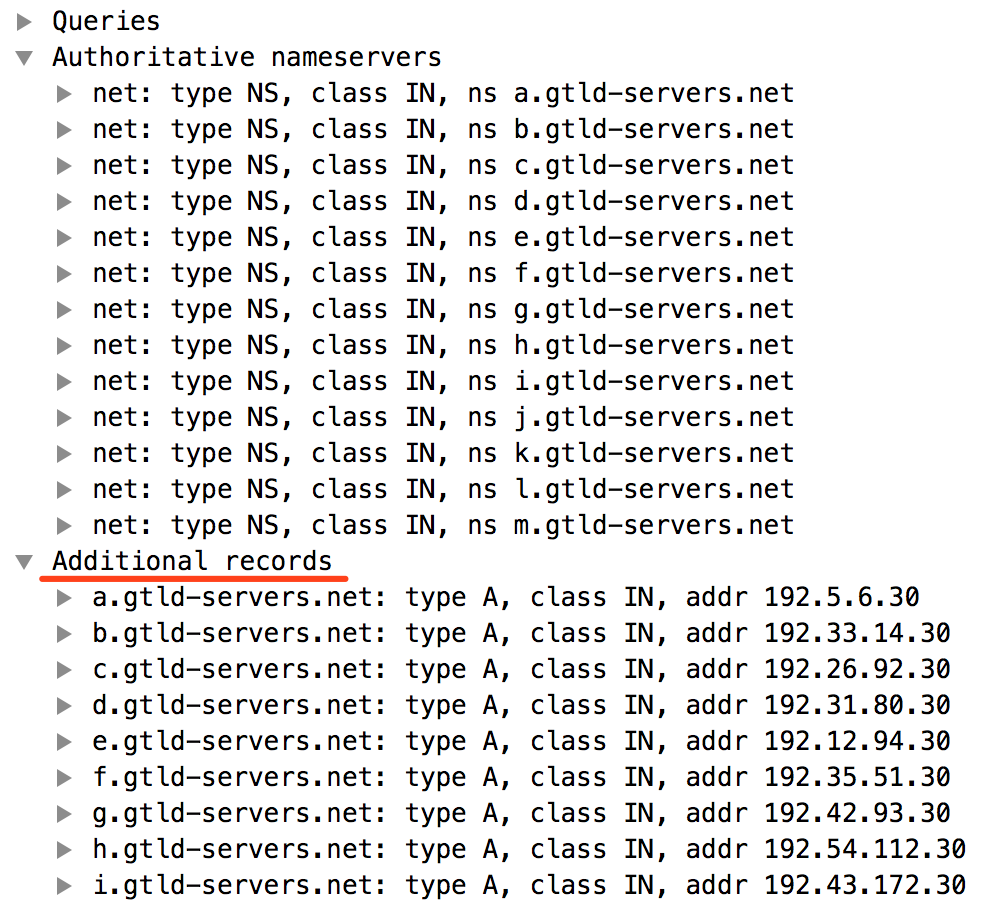 Queries
Authoritative nameservers
net: type NS, class IN, ns a.gtld-servers.net
net: type NS, class IN, ns b.gtld-servers.net
net: type NS, class IN, ns c.gtld-servers.net
net: type NS, class IN, ns d.gtld-servers.net
net: type NS, class IN, ns e.gtld-servers.net
net: type NS, class IN, ns f.gtld-servers.net
net: type NS, class IN, ns g.gtld-servers.net
net: type NS, class IN, ns h.gtld-servers.net
net: type NS, class IN, ns i.gtld-servers.net
net: type NS, class IN, ns j.gtld-servers.net
net: type NS, class IN, ns k.gtld-servers.net
net: type NS, class IN, ns l.gtld-servers.net
net: type NS, class IN, ns m.gtld-servers.net
Additional records
a.gtld-servers.net: type A, class IN, addr 192.5.6.30
b.gtld-servers.net: type A, class IN, addr 192.33.14.30
c.gtld-servers.net: type A, class IN, addr 192.26.92.30
d.gtld-servers.net: type A, class IN, addr 192.31.80.30
e.gtld-servers.net: type A, class IN, addr 192.12.94.30
f.gtld-servers.net: type A, class IN, addr 192.35.51.30
g.gtld-servers.net: type A, class IN, addr 192.42.93.30
h.gtld-servers.net: type A, class IN, addr 192.54.112.30
i.gtld-servers.net: type A, class IN, addr 192.43.172.30